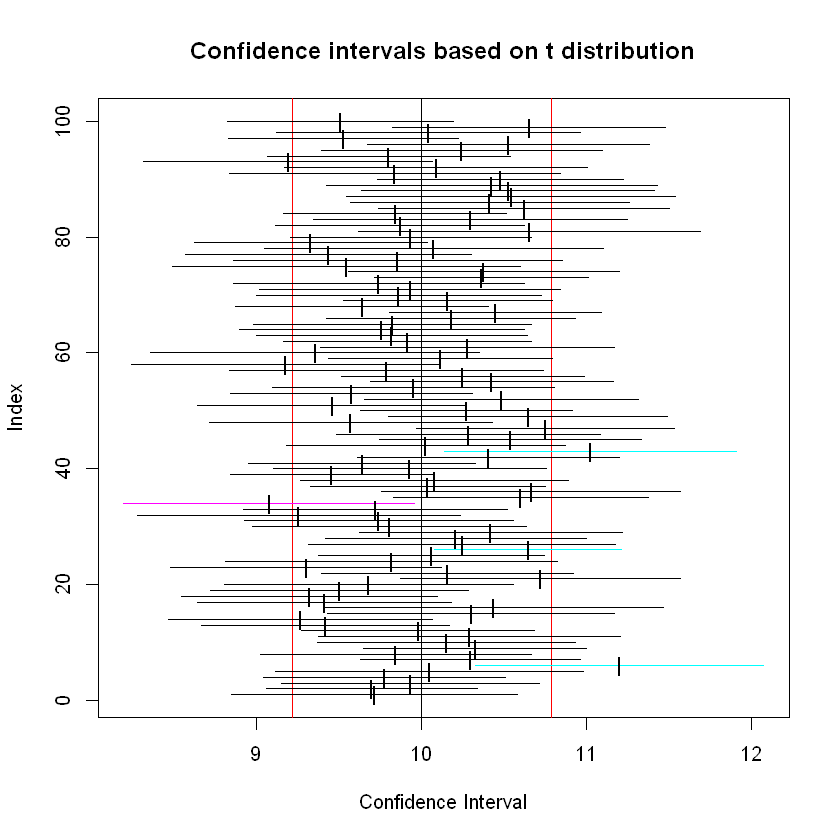 Confidence intervals based on t distribution
100
80
60
40
20
0
Index
9 10 11 12
Confidence Interval